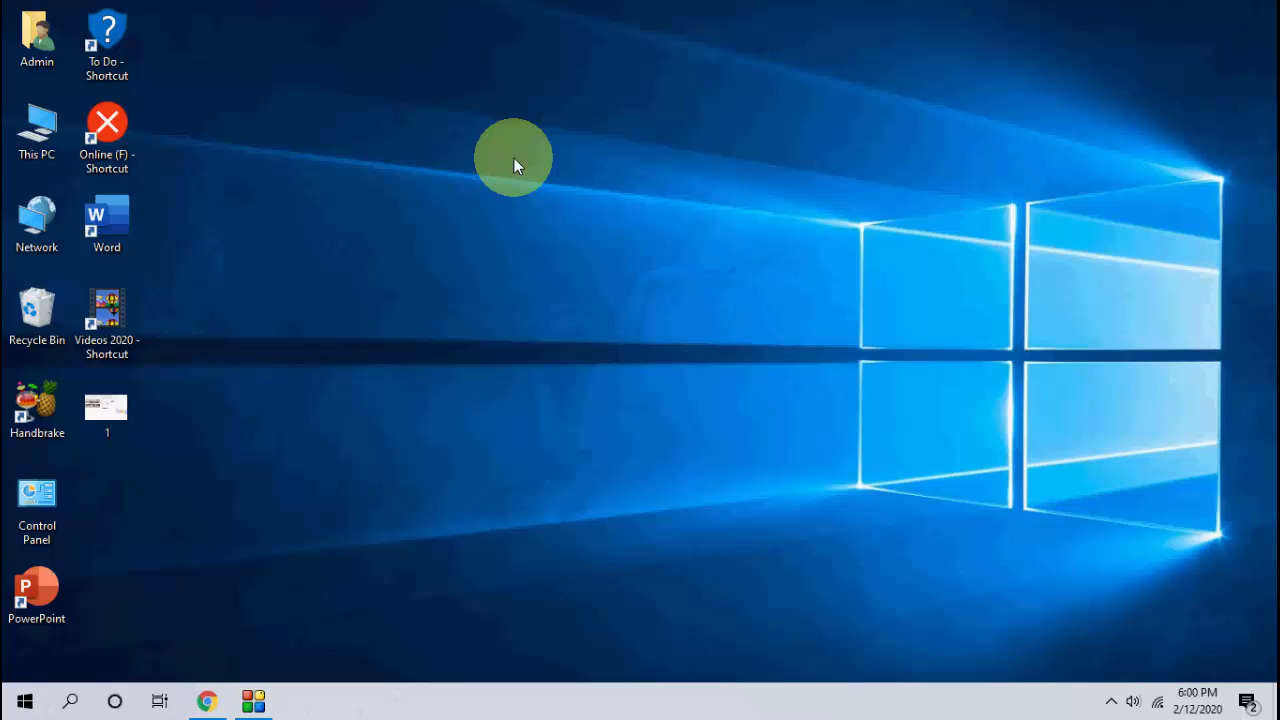 Admin
To Do -
Shortcut
This PC
Online (F) -
Shortcut
Network
W
Word
Recycle Bin
Videos 2020 -
Shortcut
Handbrake
1
Control
Panel
P
PowerPoint
6:00 PM
2/12/2020
2